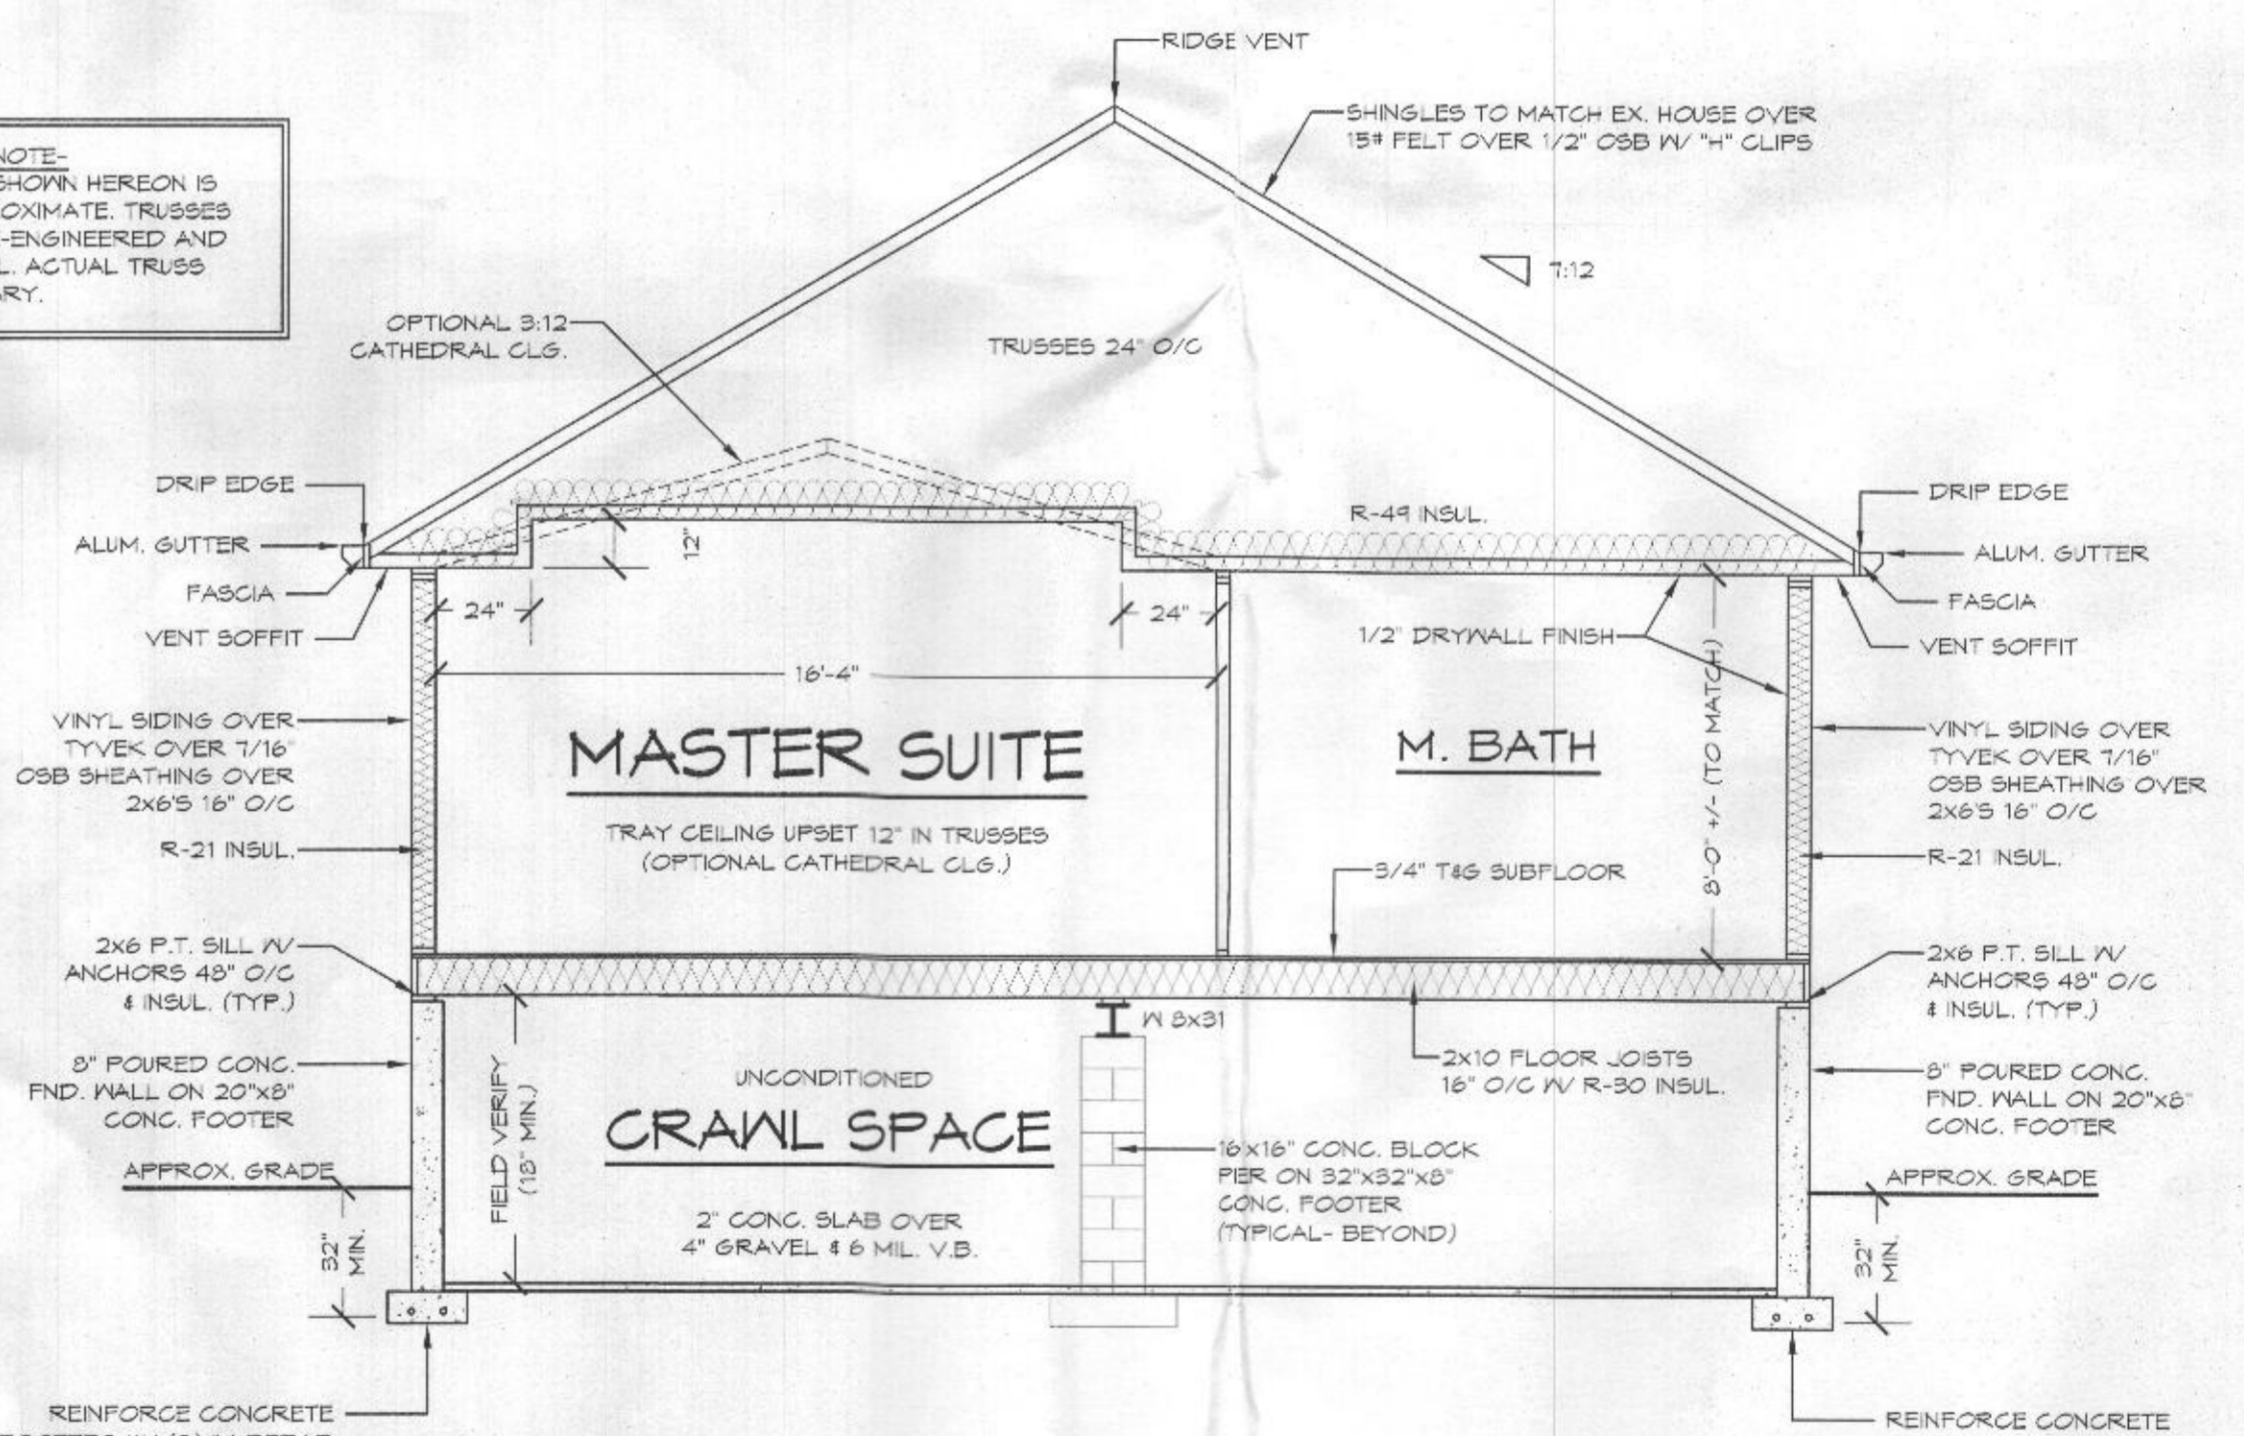 RIDGE VENT
SHINGLES TO MATCH EX. HOUSE OVER
15# FELT OVER 1/2" OSB W/ "H" CLIPS
NOTE-
SHOWN HEREON IS
TRUSSES
-ENGINEERED AND
ACTUAL TRUSS
7:12
OPTIONAL 3:12
CATHEDRAL CLG.
TRUSSES 24" O/C
DRIP EDGE
ALUM. GUTTER
FASCIA
VENT SOFFIT
12"
24"
24"
R-49 INSUL.
DRIP EDGE
ALUM. GUTTER
FASCIA
VENT SOFFIT
1/2" DRYWALL FINISH
16'-4"
8'-0" +/- (TO MATCH)
VINYL SIDING OVER
TYVEK OVER 7/16"
OSB SHEATHING OVER
2x6'S 16" O/C
R-21 INSUL.
MASTER SUITE
TRAY CEILING UPSET 12" IN TRUSSES
(OPTIONAL CATHEDRAL CLG.)
M. BATH
3/4" T&G SUBFLOOR
VINYL SIDING OVER
TYVEK OVER 7/16"
OSB SHEATHING OVER
2x6'S 16" O/C
R-21 INSUL.
2x6 P.T. SILL W/
ANCHORS 48" O/C
& INSUL. (TYP.)
8" POURED CONC.
FND. WALL ON 20"x8"
CONC. FOOTER
APPROX. GRADE
32"
MIN.
FIELD VERIFY
(18" MIN.)
UNCONDITIONED
CRAWL SPACE
2" CONC. SLAB OVER
4" GRAVEL & 6 MIL. V.B.
W 8x31
2x10 FLOOR JOISTS
16" O/C W/ R-30 INSUL.
16"x16" CONC. BLOCK
PIER ON 32"x32"x8"
CONC. FOOTER
(TYPICAL- BEYOND)
2x6 P.T. SILL W/
ANCHORS 48" O/C
& INSUL. (TYP.)
8" POURED CONC.
FND. WALL ON 20"x8"
CONC. FOOTER
APPROX. GRADE
32"
MIN.
REINFORCE CONCRETE
REINFORCE CONCRETE